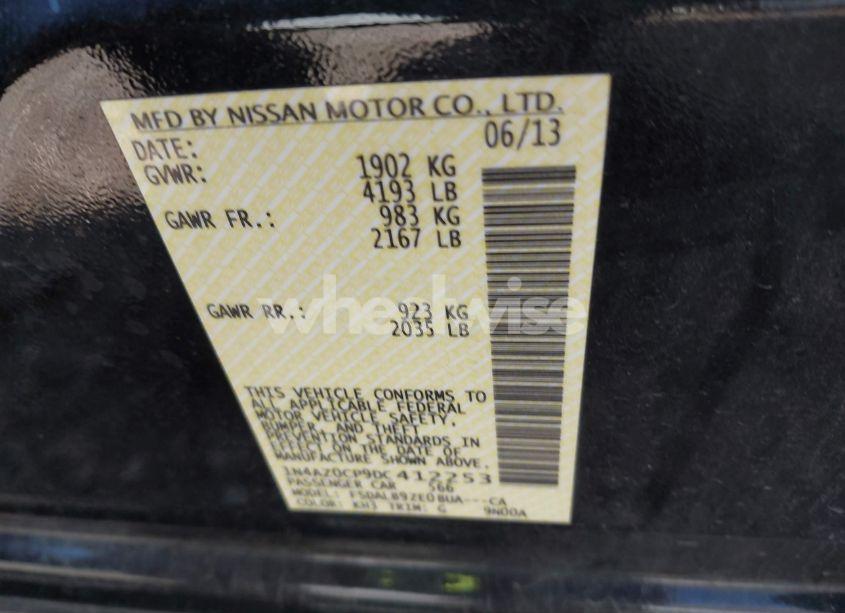 MFD BY NISSAN MOTOR CO., LTD.
DATE: 06/13
GVWR: 1902 KG
4193 LB
GAWR FR.: 983 KG
2167 LB
GAWR RR.: 923 KG
2035 LB
wheelwise
THIS VEHICLE CONFORMS TO
ALL APPLICABLE FEDERAL
MOTOR VEHICLE SAFETY,
BUMPER, AND THEFT
PREVENTION STANDARDS IN
EFFECT ON THE DATE OF
MANUFACTURE SHOWN ABOVE.
1N4AZ0CP9DC412253
PASSENGER CAR 566
MODEL: FSDALB9ZE0BUA---CA
COLOR: KH3 TRIM: G 9N00A